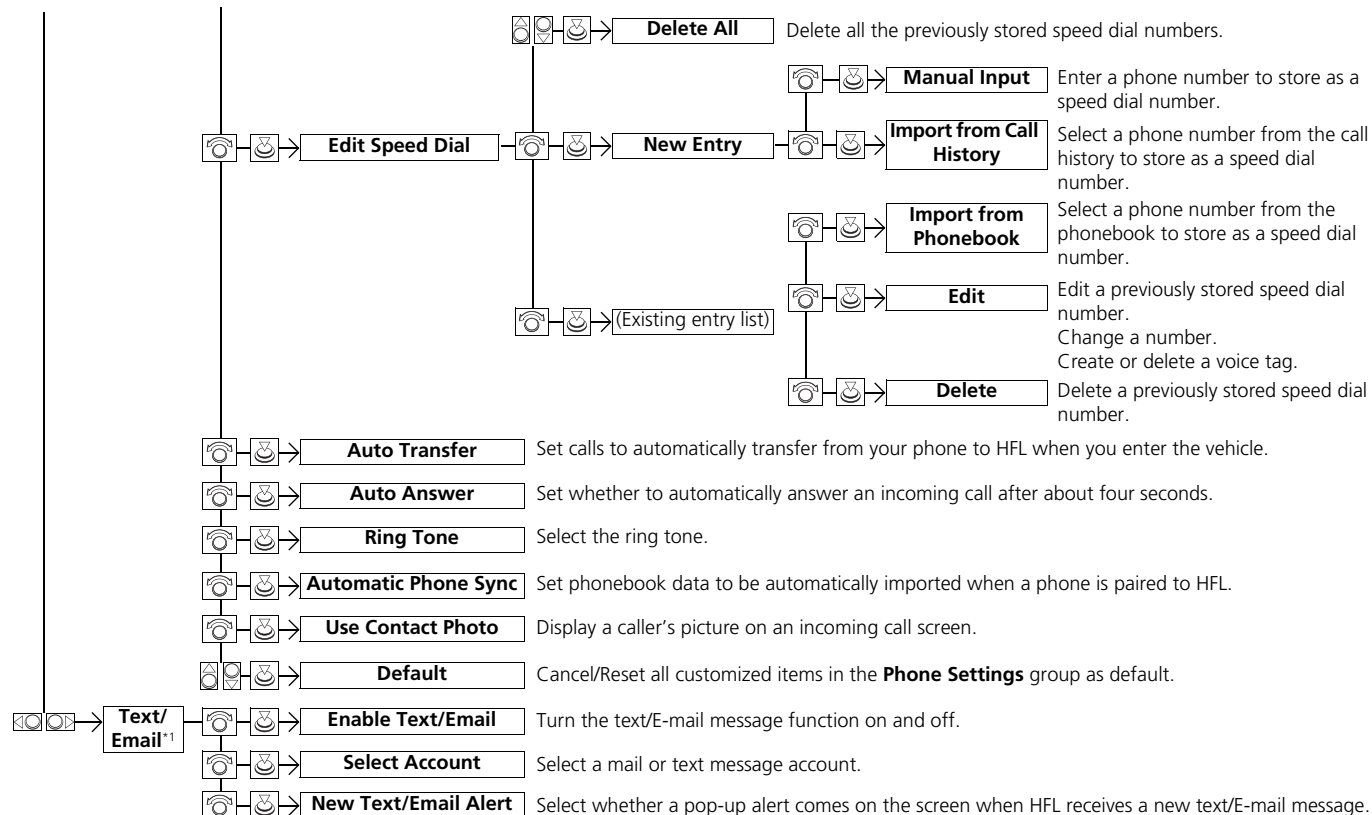 Delete All
Delete all the previously stored speed dial numbers.
Manual Input
Enter a phone number to store as a
speed dial number.
Edit Speed Dial
New Entry
Import from Call
History
Select a phone number from the call
history to store as a speed dial
number.
Import from
Phonebook
Select a phone number from the
phonebook to store as a speed dial
number.
(Existing entry list)
Edit
Edit a previously stored speed dial
number.
Change a number.
Create or delete a voice tag.
Delete
Delete a previously stored speed dial
number.
Auto Transfer
Set calls to automatically transfer from your phone to HFL when you enter the vehicle.
Auto Answer
Set whether to automatically answer an incoming call after about four seconds.
Ring Tone
Select the ring tone.
Automatic Phone Sync
Set phonebook data to be automatically imported when a phone is paired to HFL.
Use Contact Photo
Display a caller’s picture on an incoming call screen.
Default
Cancel/Reset all customized items in the Phone Settings group as default.
Text/
Email*1
Enable Text/Email
Turn the text/E-mail message function on and off.
Select Account
Select a mail or text message account.
New Text/Email Alert
Select whether a pop-up alert comes on the screen when HFL receives a new text/E-mail message.